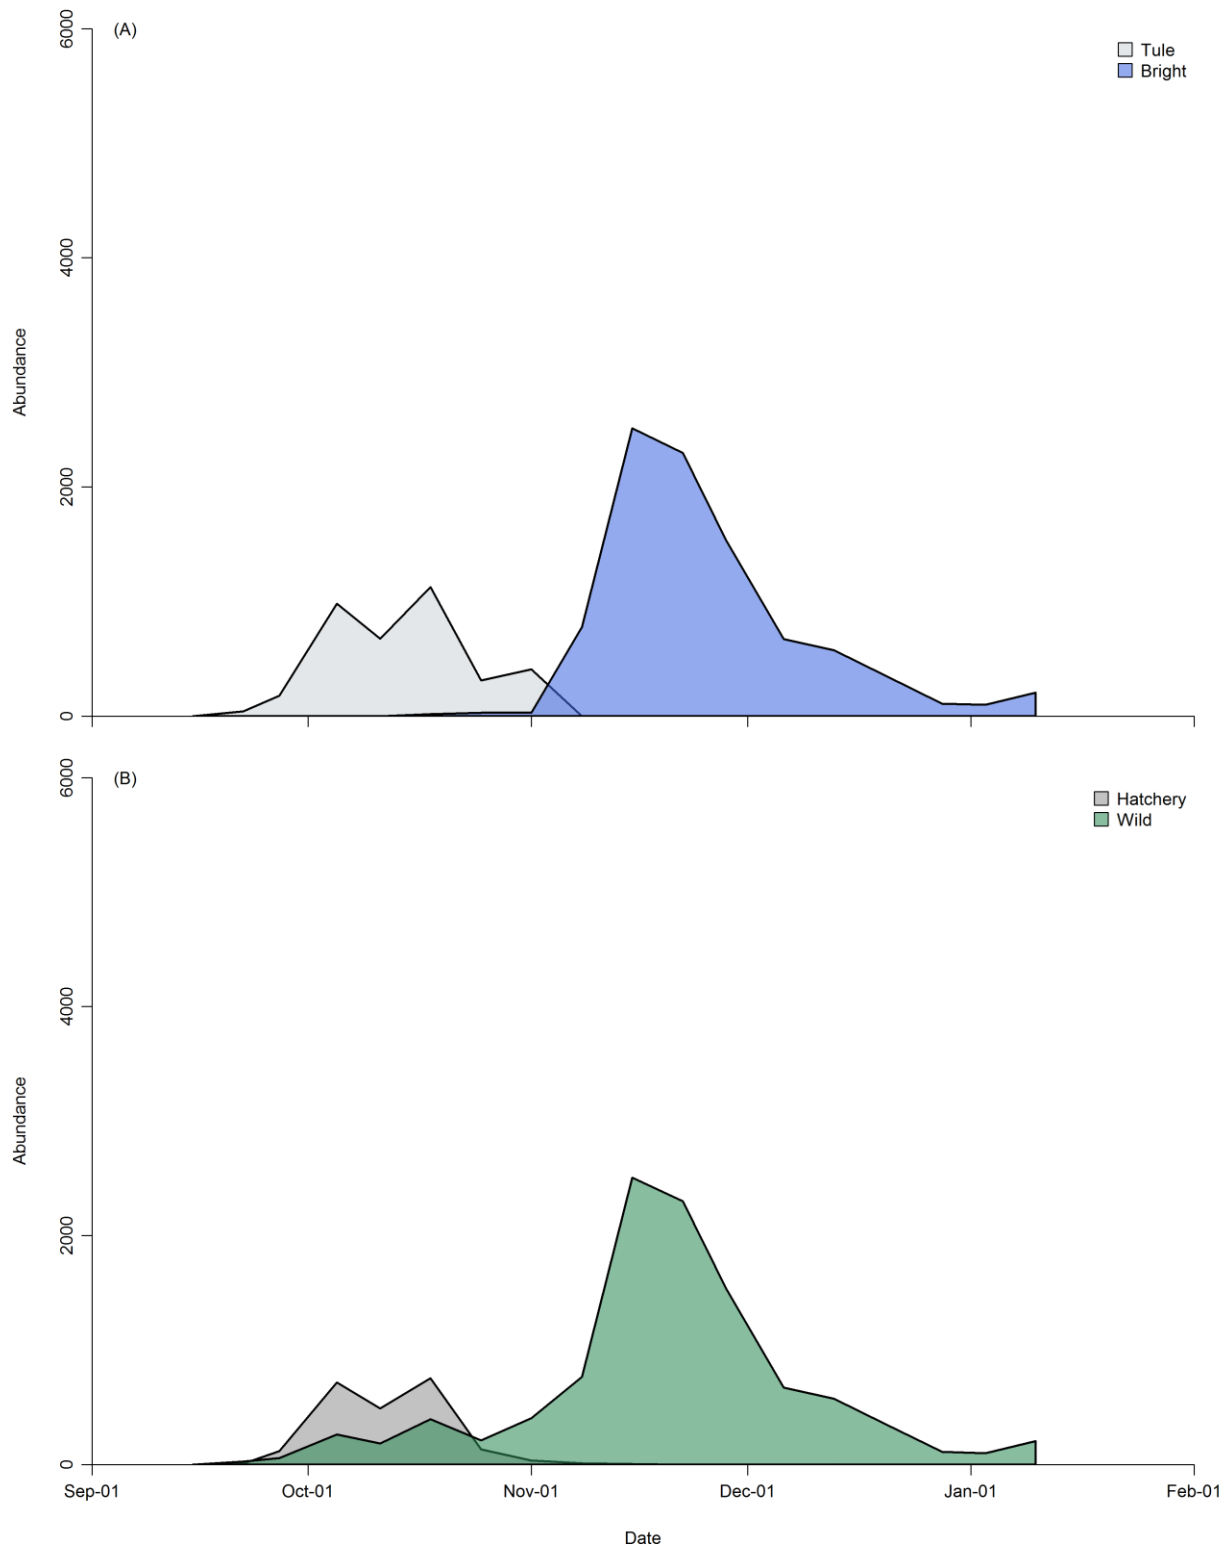 (A)
Tule
Bright
6000
4000
2000
0
Abundance
(B)
Hatchery
Wild
6000
4000
2000
0
Abundance
Sep-01 Oct-01 Nov-01 Dec-01 Jan-01 Feb-01
Date